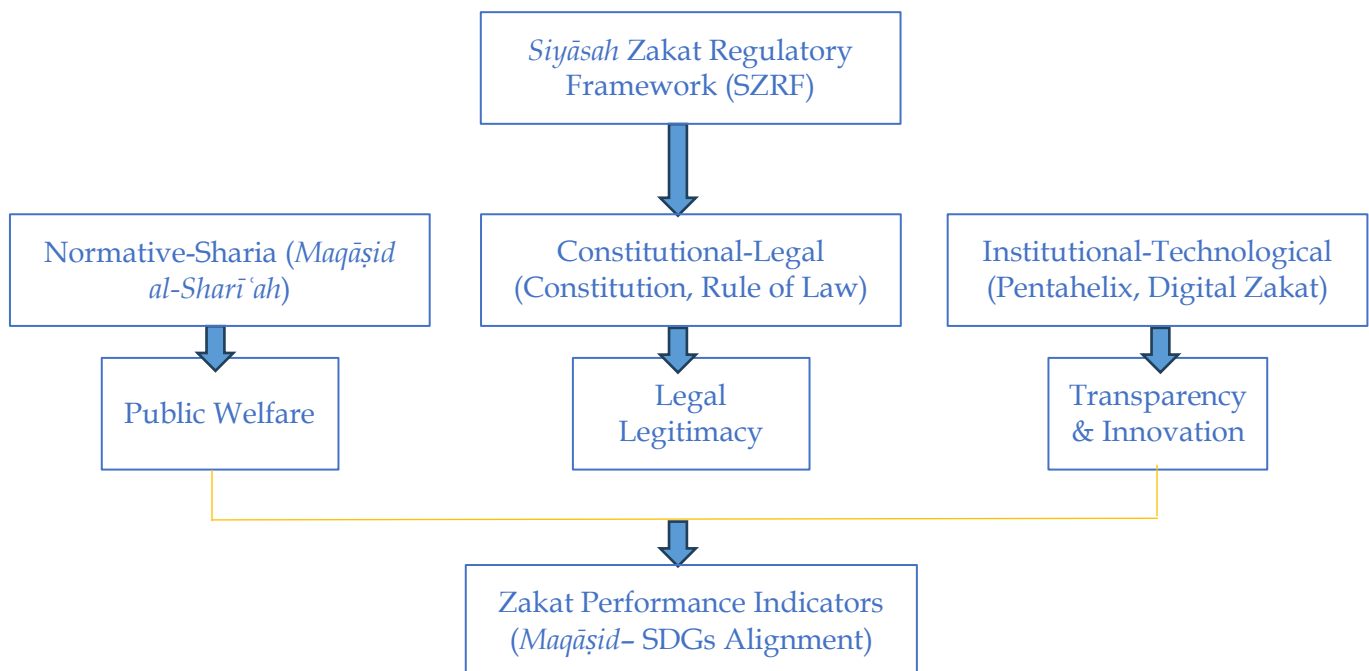 Siyāsah Zakat Regulatory
Framework (SZRF)
Normative-Sharia (Maqāṣid
al-Sharīʿah)
Constitutional-Legal
(Constitution, Rule of Law)
Institutional-Technological
(Pentahelix, Digital Zakat)
Public Welfare
Legal
Legitimacy
Transparency
& Innovation
Zakat Performance Indicators
(Maqāṣid– SDGs Alignment)